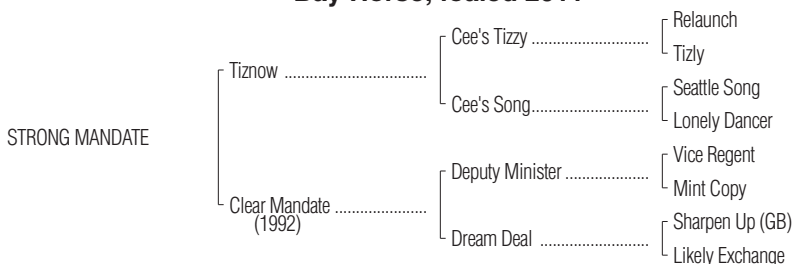 Bay Horse, foaled 2011
Relaunch
Cee's Tizzy ..............................
Tizly
Tiznow ....................................
Seattle Song
Cee's Song..............................
Lonely Dancer
STRONG MANDATE
Vice Regent
Deputy Minister .....................
Mint Copy
Clear Mandate .......................
(1992)
Sharpen Up (GB)
Dream Deal ............................
Likely Exchange